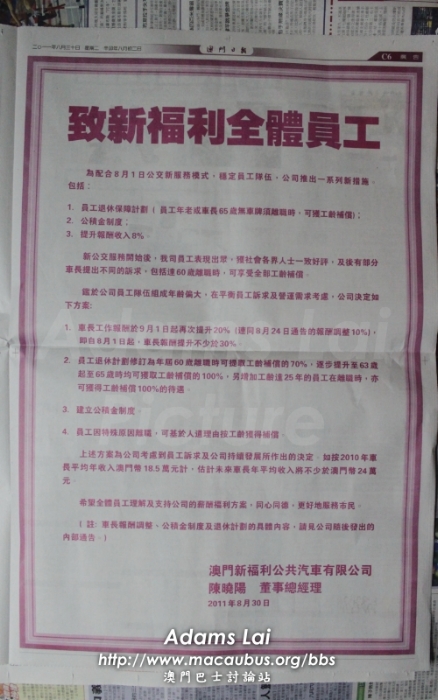 二〇一一年八月三十日 星期二 辛卯年八月初二日
澳門日報
C6
致新福利全體員工
為配合8月1日公交新服務模式，穩定員工隊伍，公司推出一系列新措施，
包括：
1. 員工退休保障計劃（員工年老或車長65歲無車牌須離職時，可獲工齡補償）；
2. 公積金制度；
3. 提升報酬收入8%。
新公交服務開始後，我司員工表現出眾，獲社會各界人士一致好評，及後有部分
車長提出不同的訴求，包括達60歲離職時，可享受全部工齡補償。
鑑於公司員工隊伍組成年齡偏大，在平衡員工訴求及營運需求考慮，公司決定如
下方案：
1. 車長工作報酬於9月1日起再次提升20%（連同8月24日通告的報酬調整10%），
即自8月1日起，車長報酬提升不少於30%。
2. 員工退休計劃修訂為年屆60歲離職時可提取工齡補償的70%，逐步提升至63歲
起至65歲時均可獲取工齡補償的100%，另增加工齡達25年的員工在離職時，亦
可獲得工齡補償100%的待遇。
3. 建立公積金制度。
4. 員工因特殊原因離職，可基於人道理由按工齡獲得補償。
上述方案為公司考慮到員工訴求及公司持續發展所作出的決定。如按2010年車
長平均年收入澳門幣18.5萬元計，估計未來車長年平均收入將不少於澳門幣24萬
元。
希望全體員工理解及支持公司的薪酬福利方案，同心同德，更好地服務市民。
（註：車長報酬調整、公積金制度及退休計劃的具體內容，請見公司稍後發出的
內部通告。）
澳門新福利公共汽車有限公司
陳曉陽 董事總經理
2011年8月30日
Adams Lai
Picture
Adams Lai
http://www.macaubus.org/bbs
澳門巴士討論站